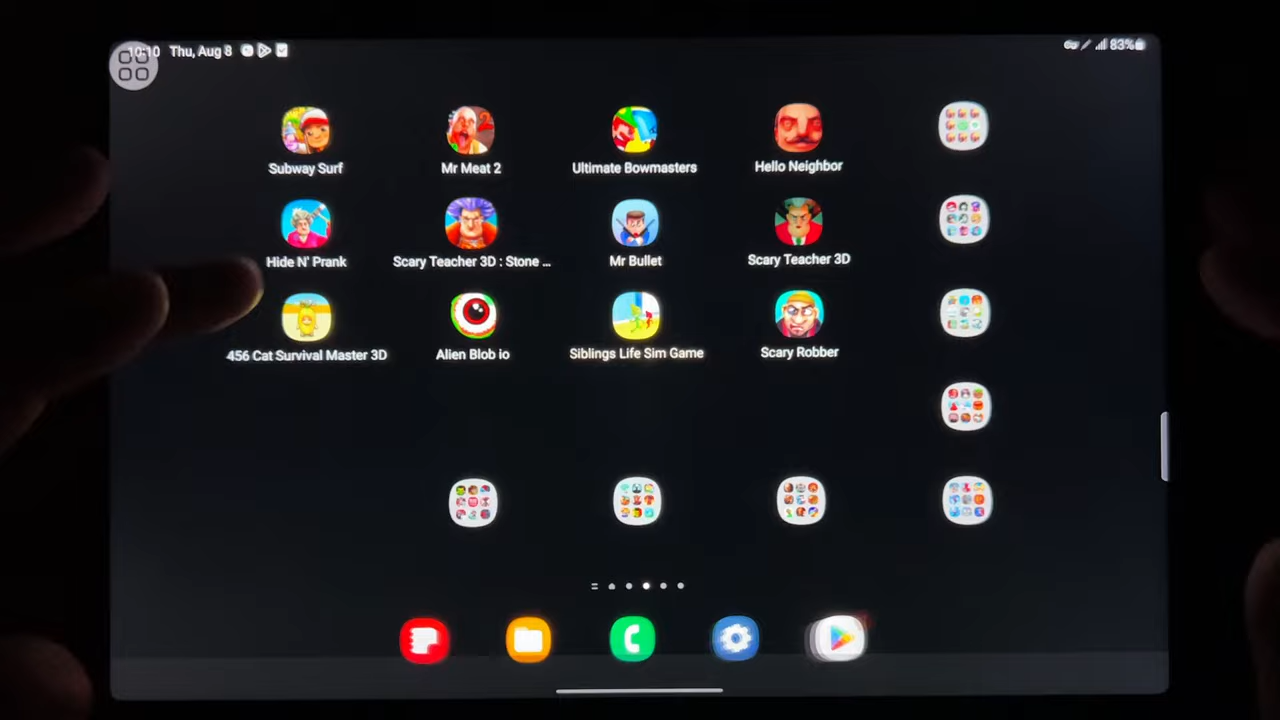 10:10 Thu, Aug 8
83%
Subway Surf
Mr Meat 2
Ultimate Bowmasters
Hello Neighbor
Hide N' Prank
Scary Teacher 3D : Stone ...
Mr Bullet
Scary Teacher 3D
456 Cat Survival Master 3D
Alien Blob io
Siblings Life Sim Game
Scary Robber